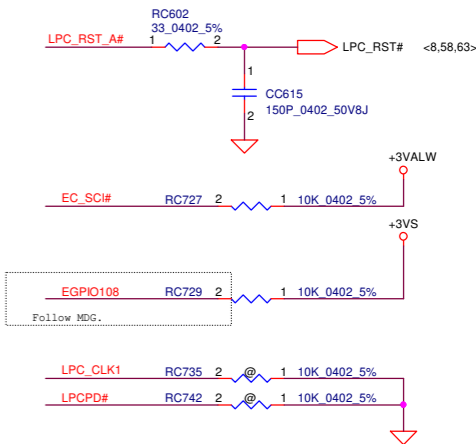 RC602
33_0402_5%
LPC_RST_A# 1 2 LPC_RST# <8,58,63>
1
CC615
150P_0402_50V8J
2
+3VALW
EC_SCI# RC727 2 1 10K_0402_5%
+3VS
EGPIO108 RC729 2 1 10K_0402_5%
Follow MDG.
LPC_CLK1 RC735 2 @ 1 10K_0402_5%
LPCPD# RC742 2 @ 1 10K_0402_5%